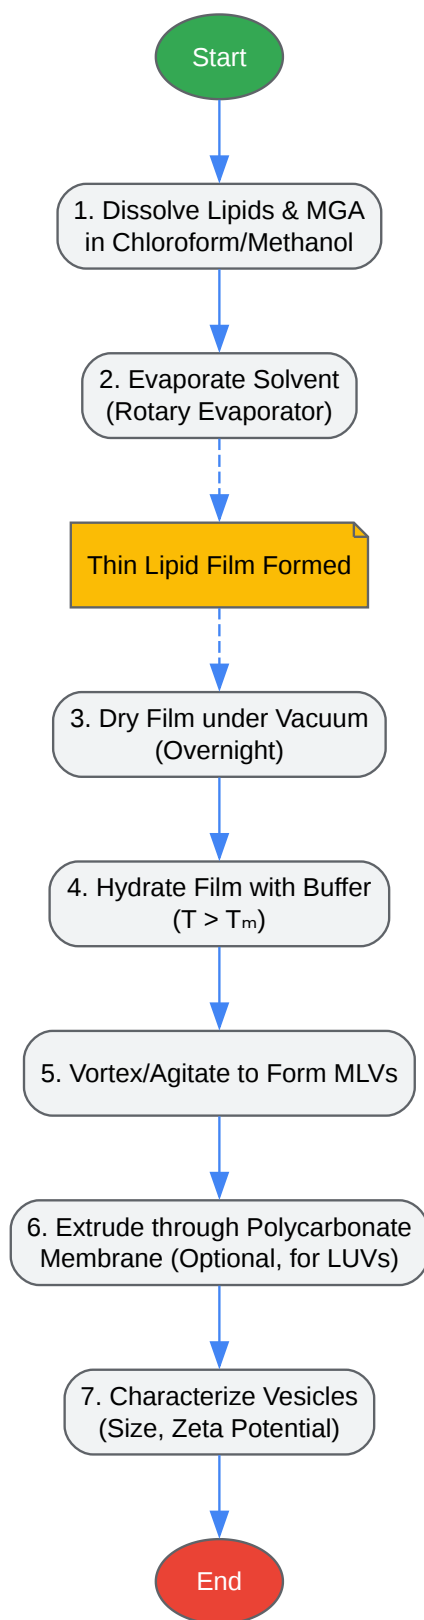 Start
1. Dissolve Lipids & MGA
in Chloroform/Methanol
2. Evaporate Solvent
(Rotary Evaporator)
Thin Lipid Film Formed
3. Dry Film under Vacuum
(Overnight)
4. Hydrate Film with Buffer
(T > Tₘ)
5. Vortex/Agitate to Form MLVs
6. Extrude through Polycarbonate
Membrane (Optional, for LUVs)
7. Characterize Vesicles
(Size, Zeta Potential)
End